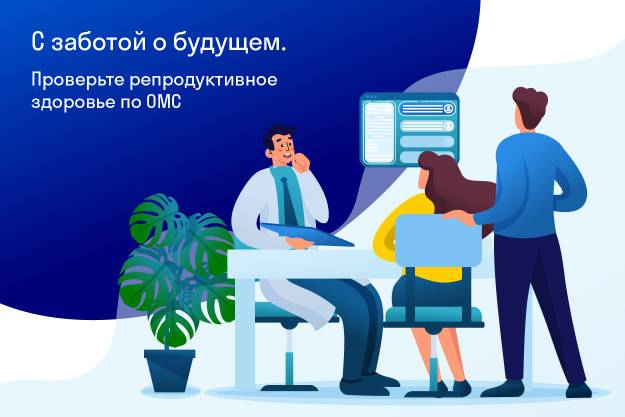 С заботой о будущем.
Проверьте репродуктивное
здоровье по ОМС